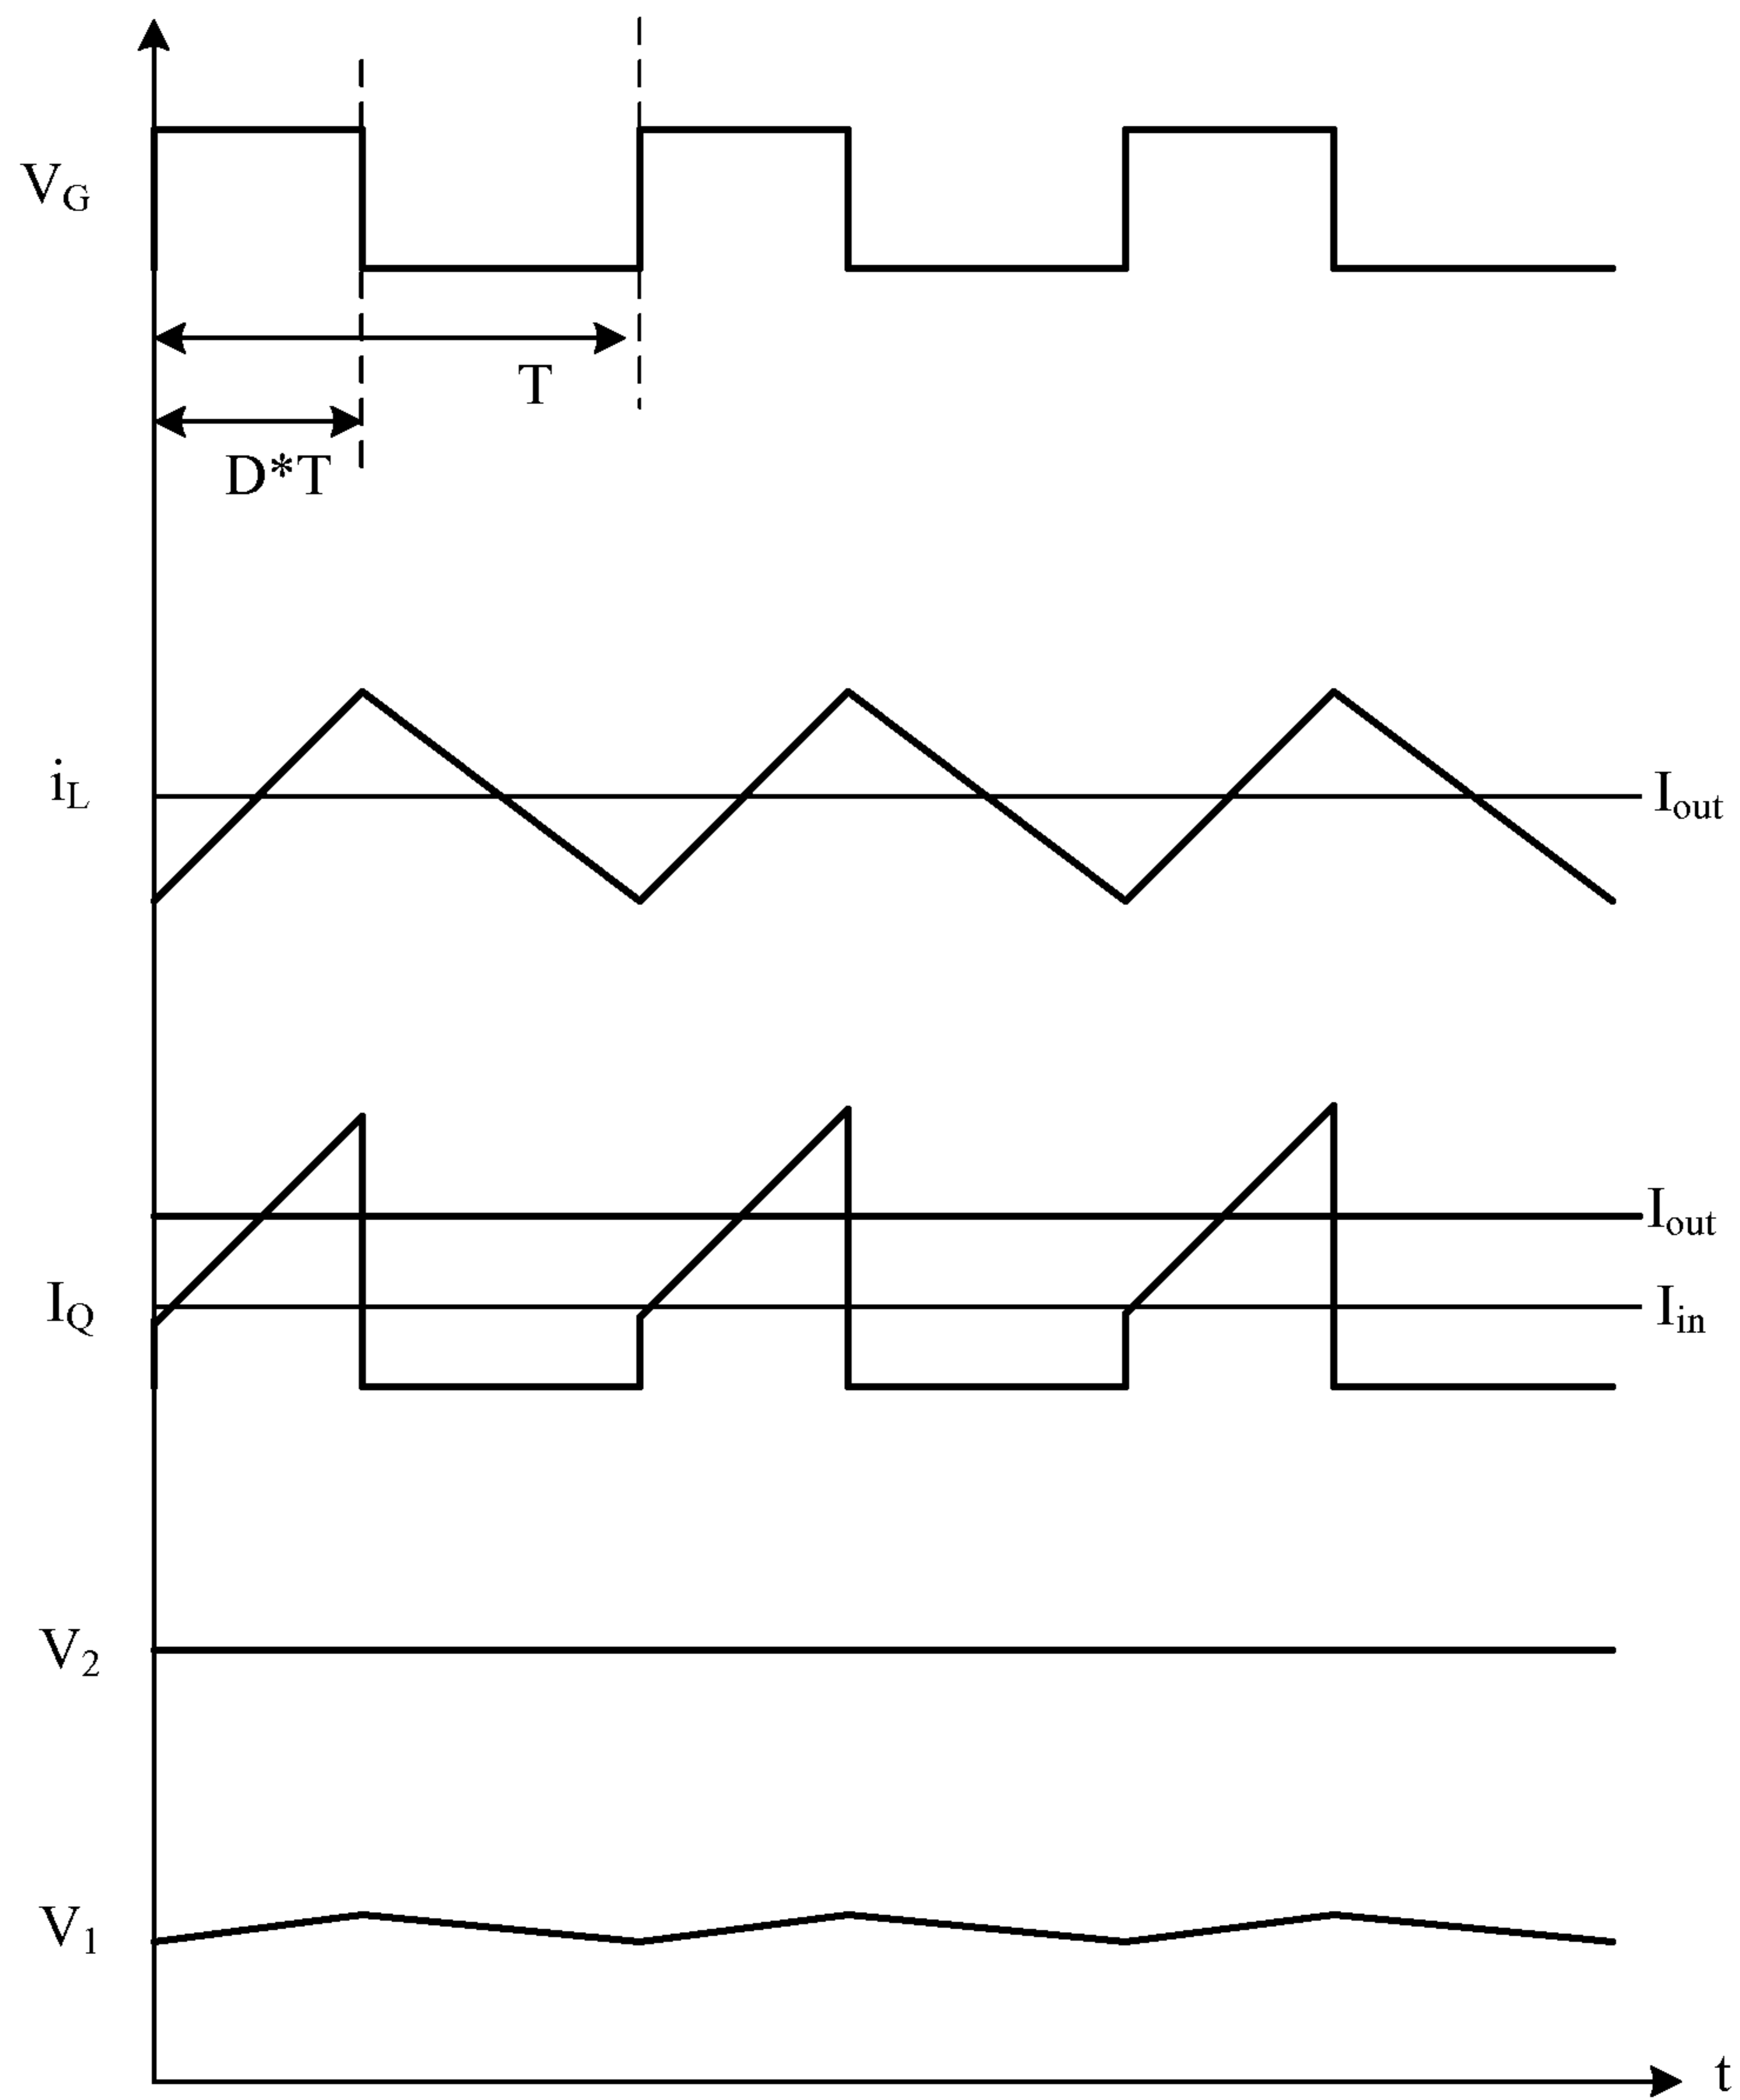 V_G
T
D*T
i_L
I_out
I_out
I_Q
I_in
V_2
V_1
t